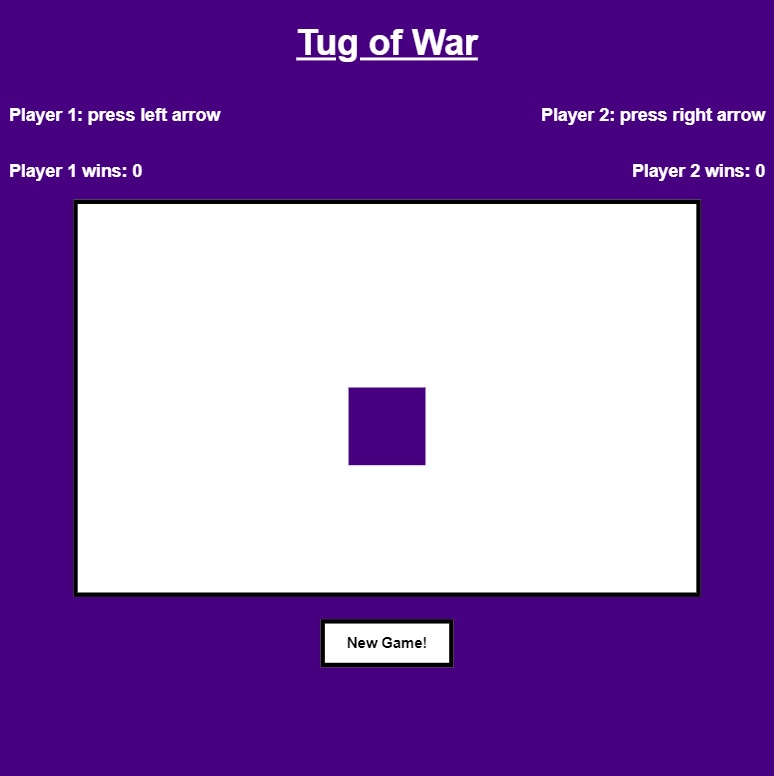 Tug of War
Player 1: press left arrow
Player 2: press right arrow
Player 1 wins: 0
Player 2 wins: 0
New Game!